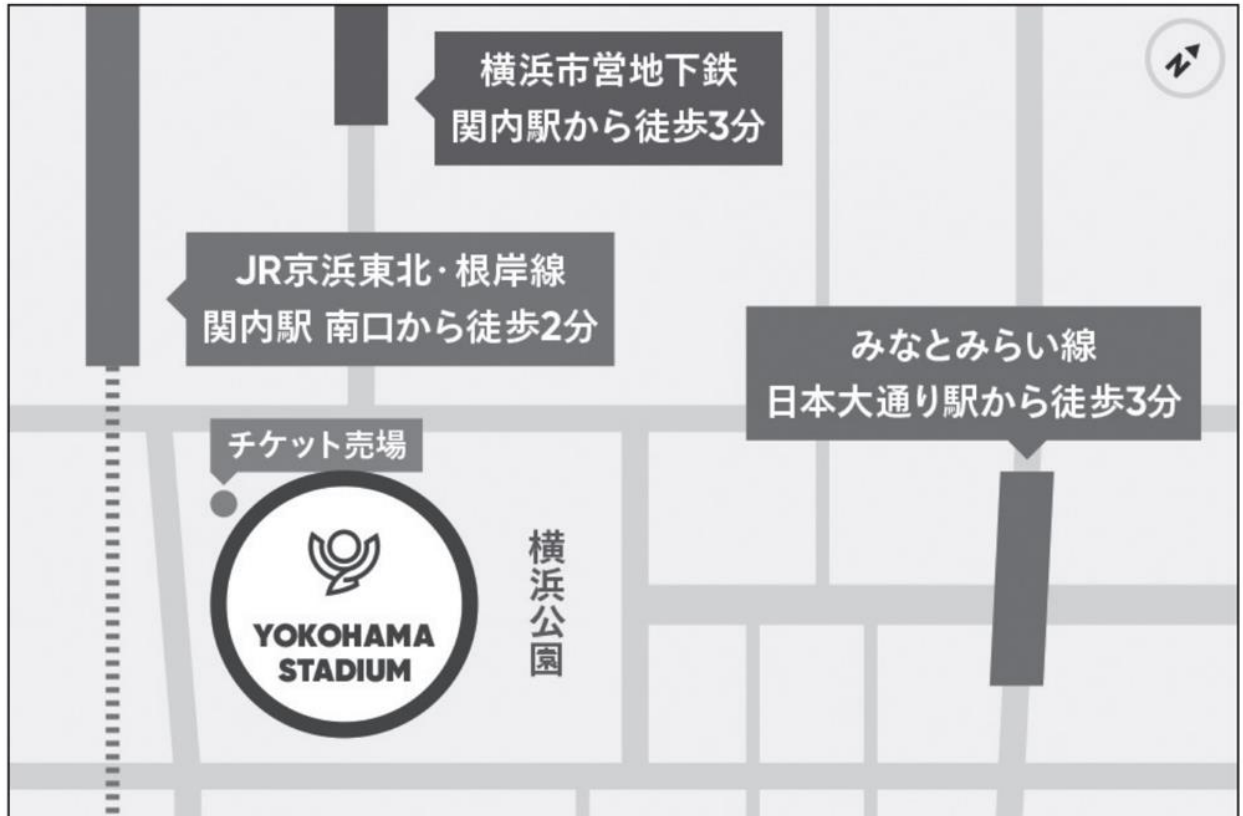 横浜市営地下鉄
関内駅から徒歩3分
N
JR京浜東北・根岸線
関内駅 南口から徒歩2分
みなとみらい線
日本大通り駅から徒歩3分
チケット売場
横浜公園
YOKOHAMA
STADIUM